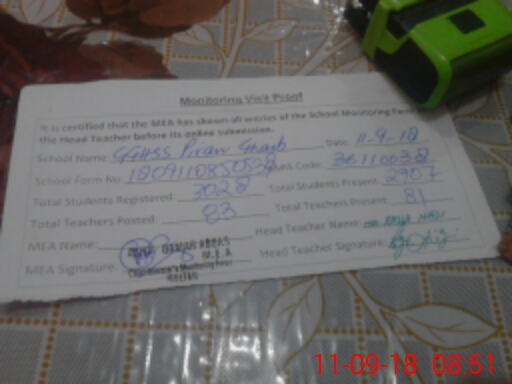 Monitoring Visit Proof
It is certified that the MEA has shown all entries of the School Monitoring Form
the Head Teacher before its online submission.
School Name: GGHSS Piran Ghaib Date: 11-9-18
School Form No: Code: 36110038
Total Students Registered: 3028 Total Students Present: 2907
Total Teachers Posted: 83 Total Teachers Present: 81
MEA Name: ABBAS Head Teacher Name:
MEA Signature: M.E.A Head Teacher Signature:
11-09-18 08:51